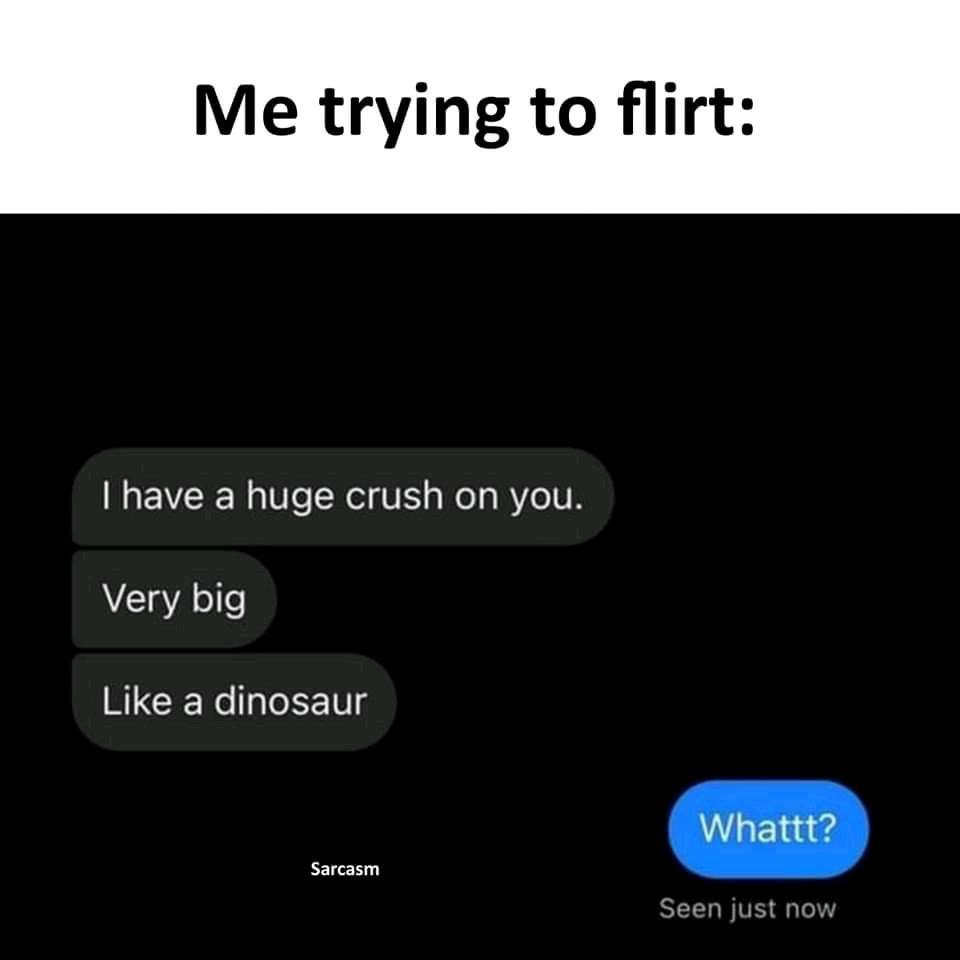 Me trying to flirt:
I have a huge crush on you.
Very big
Like a dinosaur
Whattt?
Sarcasm
Seen just now